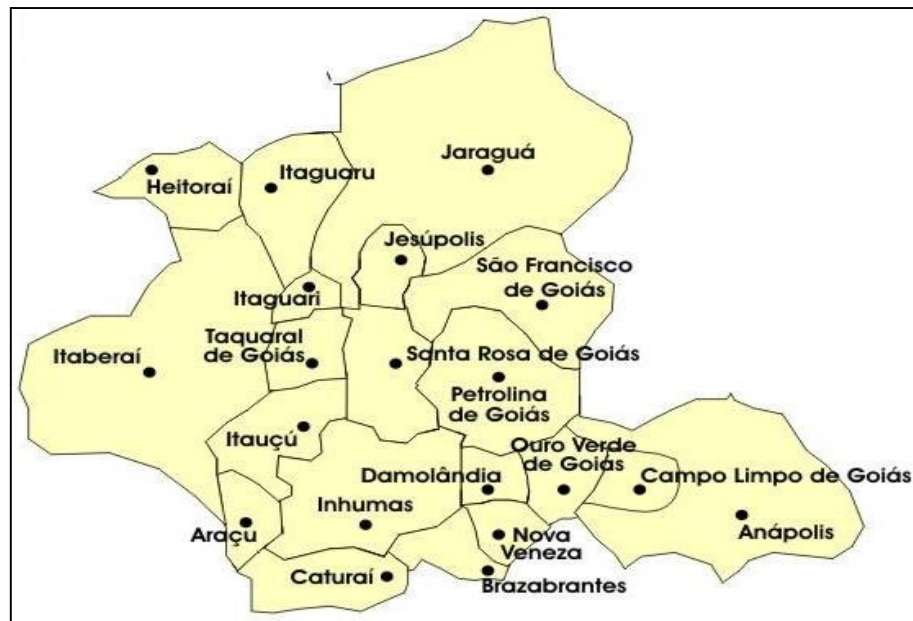 Jaraguá
Heitoraí
Itaguaru
Jesúpolis
São Francisco
de Goiás
Itaguari
Taquaral
de Goiás
Itaberaí
Santa Rosa de Goiás
Petrolina
de Goiás
Itauçú
Ouro Verde
de Goiás
Damolândia
Campo Limpo de Goiás
Inhumas
Anápolis
Araçu
Nova
Veneza
Caturaí
Brazabrantes